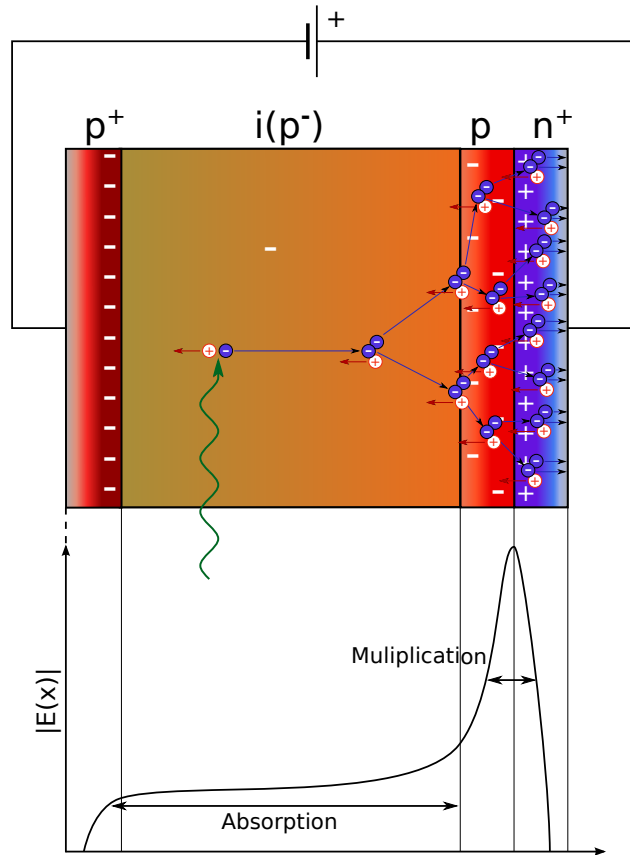 +
p⁺ i(p⁻) p n⁺
|E(x)|
Muliplication
Absorption